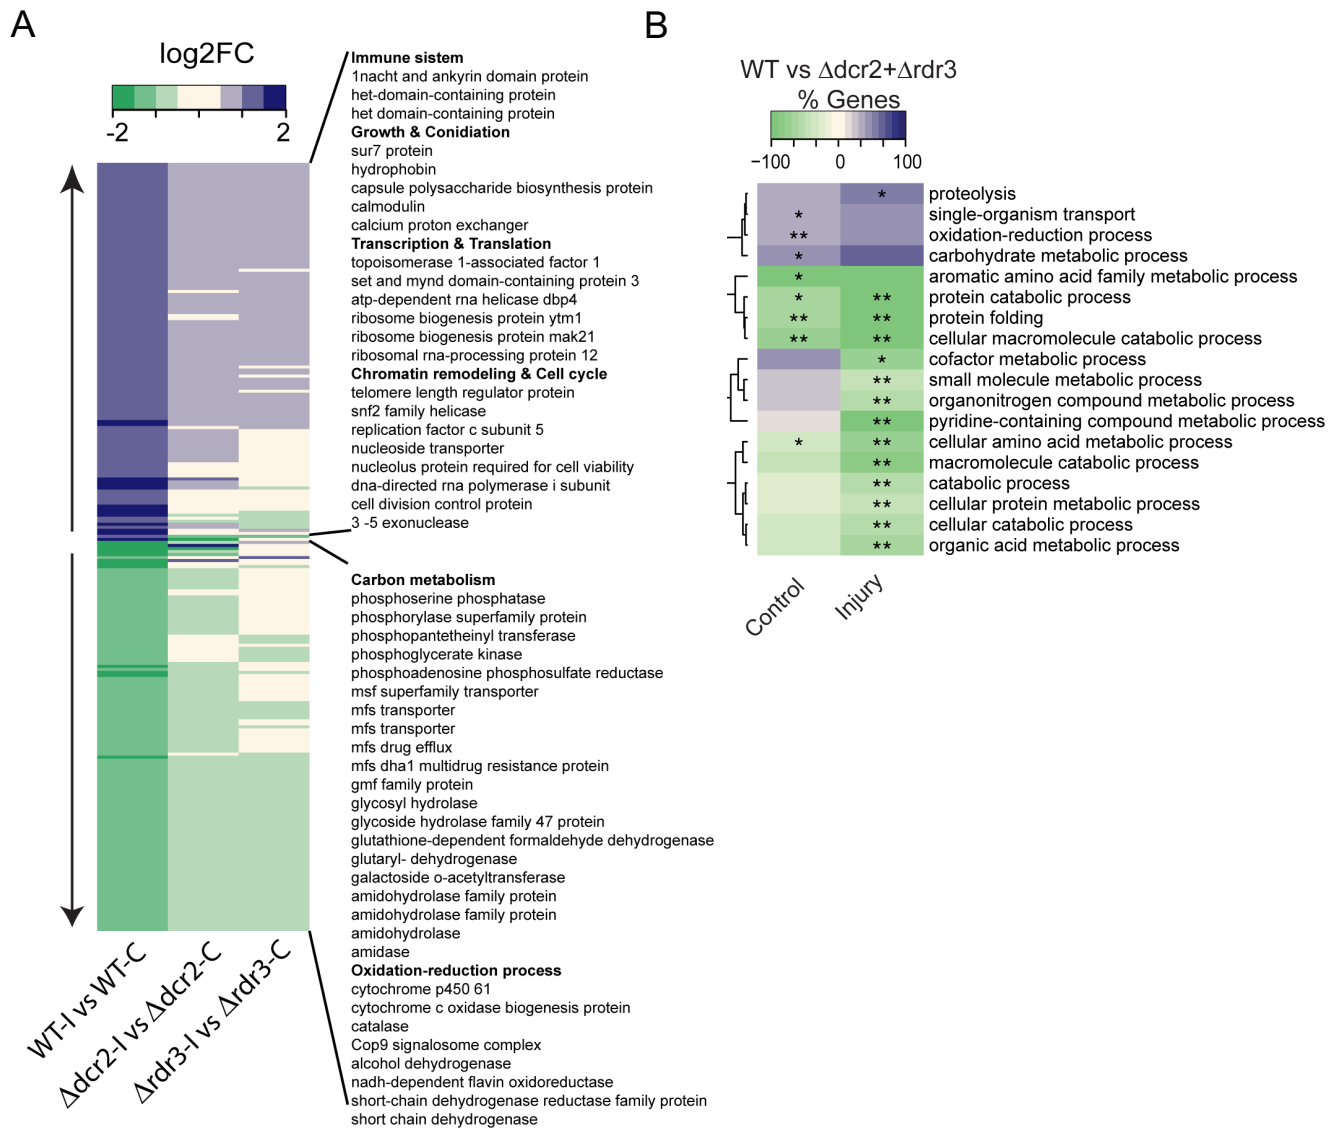 A
log2FC
-2 2
Immune sistem
1nacht and ankyrin domain protein
het-domain-containing protein
het domain-containing protein
Growth & Conidiation
sur7 protein
hydrophobin
capsule polysaccharide biosynthesis protein
calmodulin
calcium proton exchanger
Transcription & Translation
topoisomerase 1-associated factor 1
set and mynd domain-containing protein 3
atp-dependent rna helicase dbp4
ribosome biogenesis protein ytm1
ribosome biogenesis protein mak21
ribosomal rna-processing protein 12
Chromatin remodeling & Cell cycle
telomere length regulator protein
snf2 family helicase
replication factor c subunit 5
nucleoside transporter
nucleolus protein required for cell viability
dna-directed rna polymerase i subunit
cell division control protein
3 -5 exonuclease
Carbon metabolism
phosphoserine phosphatase
phosphorylase superfamily protein
phosphopantetheinyl transferase
phosphoglycerate kinase
phosphoadenosine phosphosulfate reductase
msf superfamily transporter
mfs transporter
mfs transporter
mfs drug efflux
mfs dha1 multidrug resistance protein
gmf family protein
glycosyl hydrolase
glycoside hydrolase family 47 protein
glutathione-dependent formaldehyde dehydrogenase
glutaryl- dehydrogenase
galactoside o-acetyltransferase
amidohydrolase family protein
amidohydrolase family protein
amidohydrolase
amidase
Oxidation-reduction process
cytochrome p450 61
cytochrome c oxidase biogenesis protein
catalase
Cop9 signalosome complex
alcohol dehydrogenase
nadh-dependent flavin oxidoreductase
short-chain dehydrogenase reductase family protein
short chain dehydrogenase
WT-I vs WT-C
Δdcr2-I vs Δdcr2-C
Δrdr3-I vs Δrdr3-C
B
WT vs Δdcr2+Δrdr3
% Genes
−100 0 100
* proteolysis
* single-organism transport
** oxidation-reduction process
* carbohydrate metabolic process
* aromatic amino acid family metabolic process
* ** protein catabolic process
** ** protein folding
** ** cellular macromolecule catabolic process
* cofactor metabolic process
** small molecule metabolic process
** organonitrogen compound metabolic process
** pyridine-containing compound metabolic process
* ** cellular amino acid metabolic process
** macromolecule catabolic process
** catabolic process
** cellular protein metabolic process
** cellular catabolic process
** organic acid metabolic process
Control
Injury